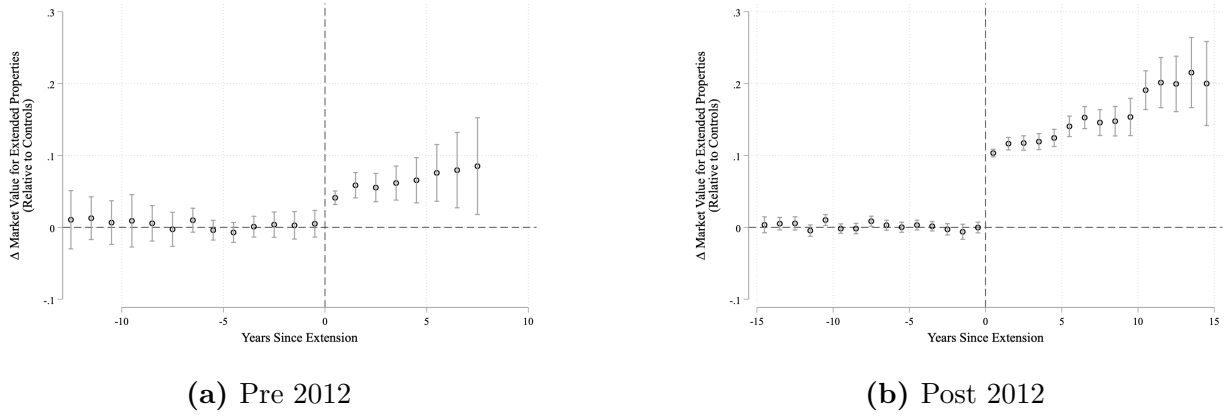 Δ Market Value for Extended Properties
(Relative to Controls)
.3
.2
.1
0
-.1
-10
-5
0
5
10
Years Since Extension
(a) Pre 2012
Δ Market Value for Extended Properties
(Relative to Controls)
.3
.2
.1
0
-.1
-15
-10
-5
0
5
10
15
Years Since Extension
(b) Post 2012